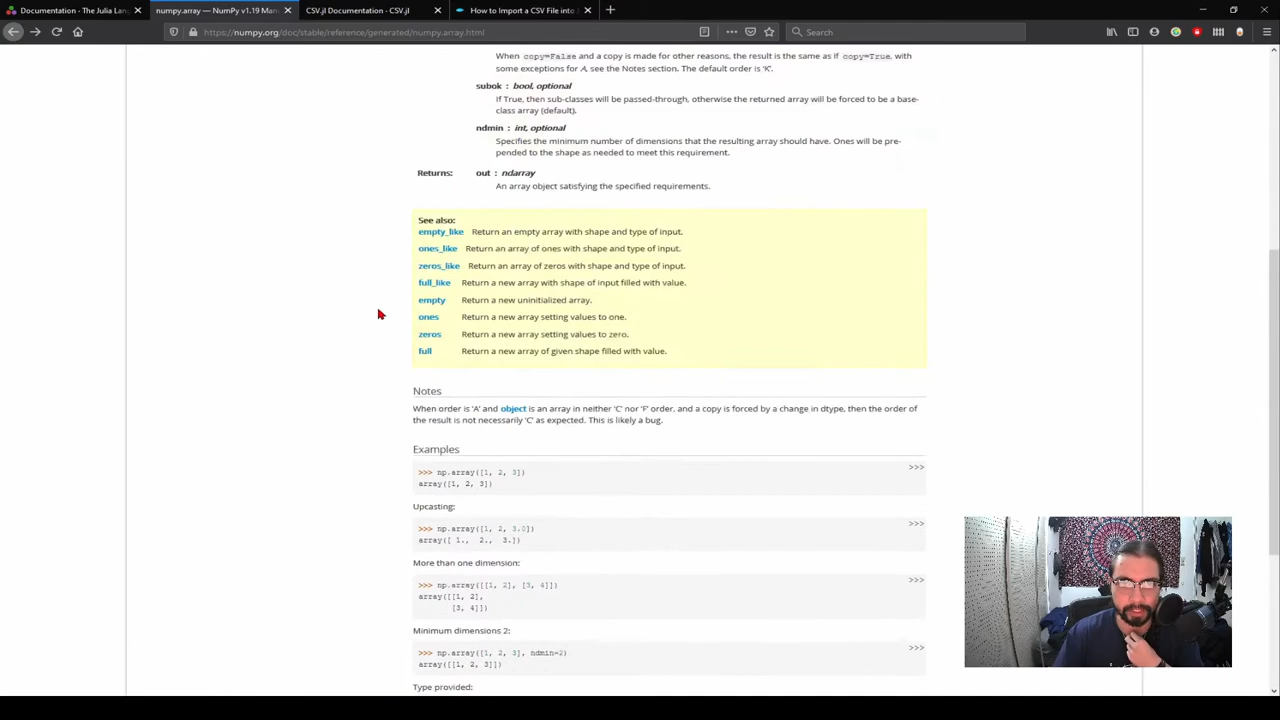 Documentation · The Julia Lan
numpy.array — NumPy v1.19 Man
CSV.jl Documentation · CSV.jl
How to Import a CSV File into
https://numpy.org/doc/stable/reference/generated/numpy.array.html
Search
When copy=False and a copy is made for other reasons, the result is the same as if copy=True, with
some exceptions for A, see the Notes section. The default order is 'K'.
subok : bool, optional
If True, then sub-classes will be passed-through, otherwise the returned array will be forced to be a base-
class array (default).
ndmin : int, optional
Specifies the minimum number of dimensions that the resulting array should have. Ones will be pre-
pended to the shape as needed to meet this requirement.
Returns: out : ndarray
An array object satisfying the specified requirements.
See also:
empty_like Return an empty array with shape and type of input.
ones_like Return an array of ones with shape and type of input.
zeros_like Return an array of zeros with shape and type of input.
full_like Return a new array with shape of input filled with value.
empty Return a new uninitialized array.
ones Return a new array setting values to one.
zeros Return a new array setting values to zero.
full Return a new array of given shape filled with value.
Notes
When order is 'A' and object is an array in neither 'C' nor 'F' order, and a copy is forced by a change in dtype, then the order of
the result is not necessarily 'C' as expected. This is likely a bug.
Examples
>>> np.array([1, 2, 3]) >>>
array([1, 2, 3])
Upcasting:
>>> np.array([1, 2, 3.0]) >>>
array([ 1., 2., 3.])
More than one dimension:
>>> np.array([[1, 2], [3, 4]]) >>>
array([[1, 2],
[3, 4]])
Minimum dimensions 2:
>>> np.array([1, 2, 3], ndmin=2) >>>
array([[1, 2, 3]])
Type provided: